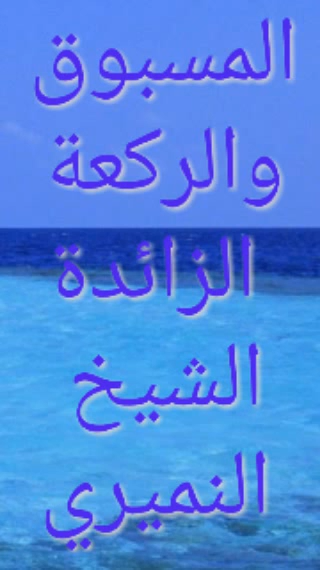 المسبوق
والركعة
الزائدة
الشيخ
النميري